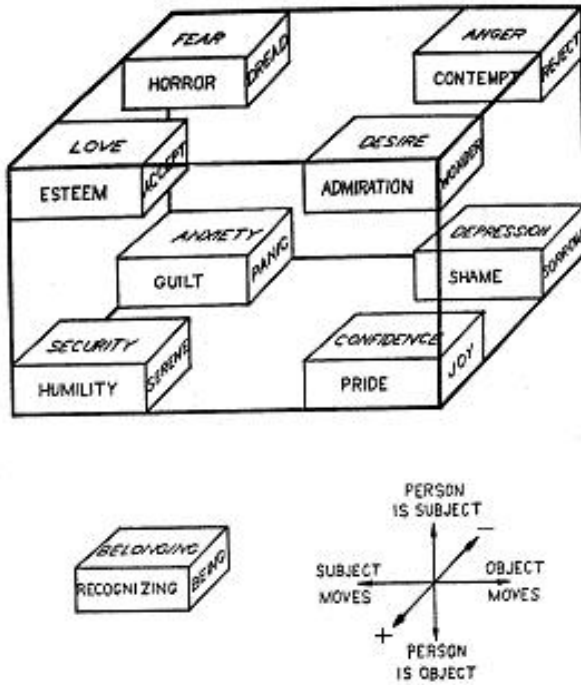 FEAR
HORROR
DREAD
ANGER
CONTEMPT
REJECT
LOVE
ESTEEM
ACCEPT
DESIRE
ADMIRATION
WONDER
ANXIETY
GUILT
PANIC
DEPRESSION
SHAME
SORROW
SECURITY
HUMILITY
SERENE
CONFIDENCE
PRIDE
JOY
BELONGING
RECOGNIZING
BEING
PERSON
IS SUBJECT
−
SUBJECT
MOVES
OBJECT
MOVES
+
PERSON
IS OBJECT